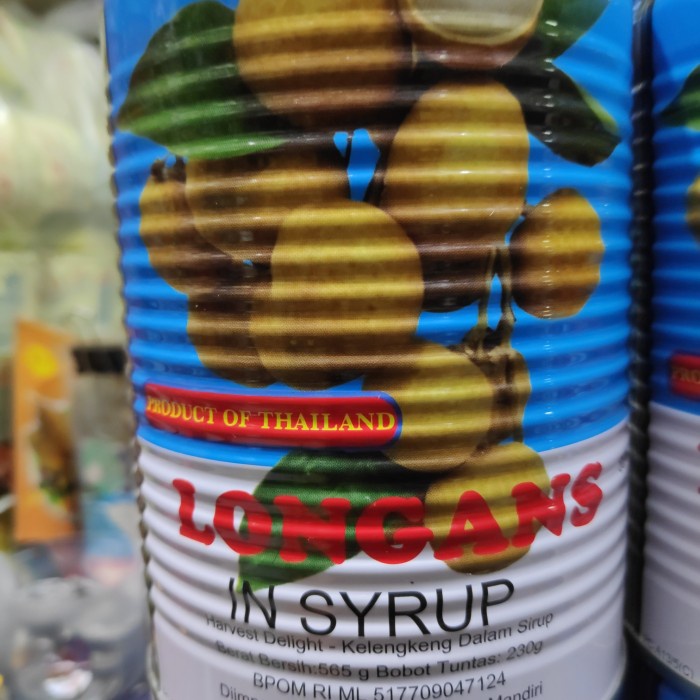 PRODUCT OF THAILAND
LONGANS
IN SYRUP
Harvest Delight - Kelengkeng Dalam Sirup
Berat Bersih:565 g Bobot Tuntas: 230g
BPOM RI ML 517709047124
Mandiri